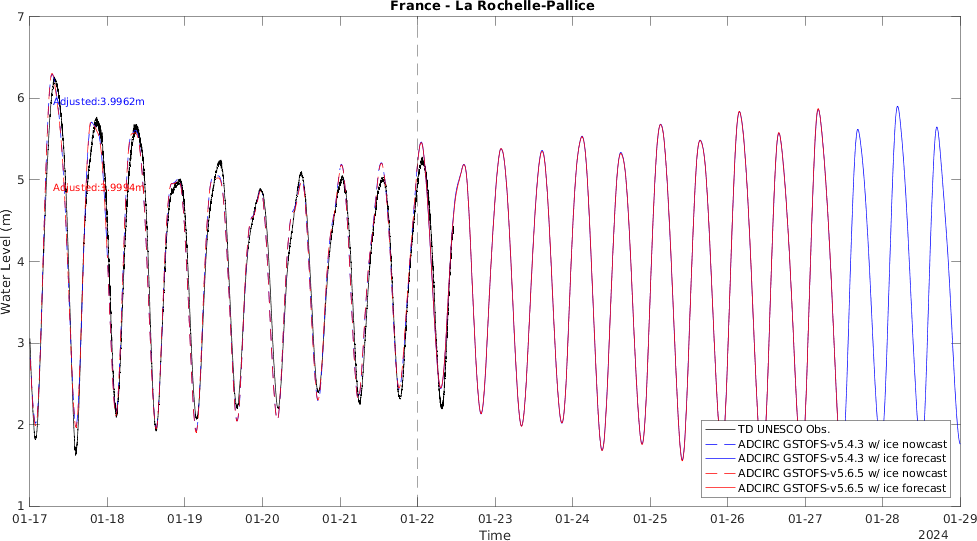 France - La Rochelle-Pallice
7
6
5
4
3
2
1
Water Level (m)
Adjusted:3.9962m
Adjusted:3.9994m
TD UNESCO Obs.
ADCIRC GSTOFS-v5.4.3 w/ ice nowcast
ADCIRC GSTOFS-v5.4.3 w/ ice forecast
ADCIRC GSTOFS-v5.6.5 w/ ice nowcast
ADCIRC GSTOFS-v5.6.5 w/ ice forecast
01-17 01-18 01-19 01-20 01-21 01-22 01-23 01-24 01-25 01-26 01-27 01-28 01-29
Time
2024